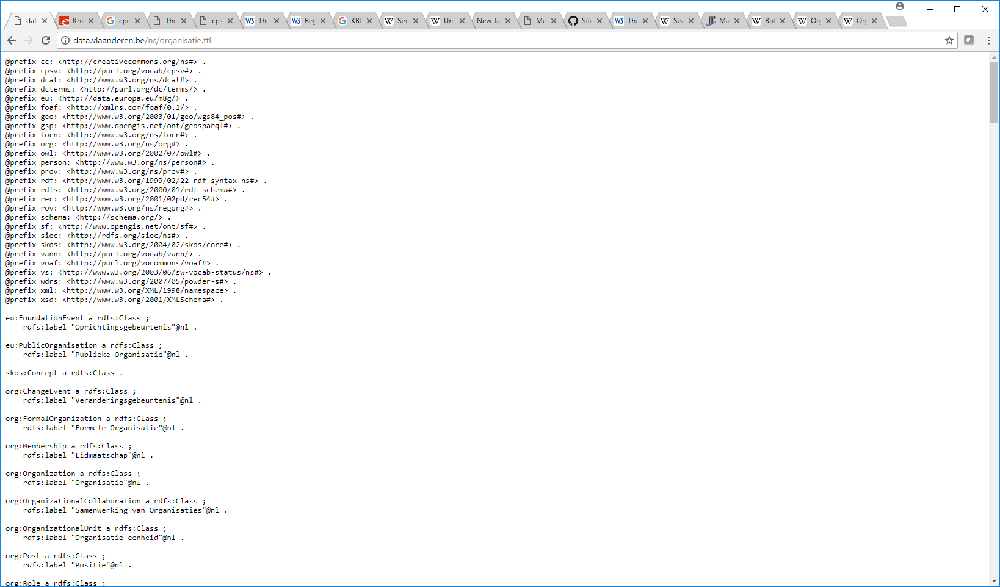 dat
Kru
cpc
The
cps
The
Reg
KBO
Ser
Uni
New Ta
Me
Site
The
Sea
Ma
Bol
Org
Org
data.vlaanderen.be/ns/organisatie.ttl
@prefix cc: <http://creativecommons.org/ns#> .
@prefix cpsv: <http://purl.org/vocab/cpsv#> .
@prefix dcat: <http://www.w3.org/ns/dcat#> .
@prefix dcterms: <http://purl.org/dc/terms/> .
@prefix eu: <http://data.europa.eu/m8g/> .
@prefix foaf: <http://xmlns.com/foaf/0.1/> .
@prefix geo: <http://www.w3.org/2003/01/geo/wgs84_pos#> .
@prefix gsp: <http://www.opengis.net/ont/geosparql#> .
@prefix locn: <http://www.w3.org/ns/locn#> .
@prefix org: <http://www.w3.org/ns/org#> .
@prefix owl: <http://www.w3.org/2002/07/owl#> .
@prefix person: <http://www.w3.org/ns/person#> .
@prefix prov: <http://www.w3.org/ns/prov#> .
@prefix rdf: <http://www.w3.org/1999/02/22-rdf-syntax-ns#> .
@prefix rdfs: <http://www.w3.org/2000/01/rdf-schema#> .
@prefix rec: <http://www.w3.org/2001/02pd/rec54#> .
@prefix rov: <http://www.w3.org/ns/regorg#> .
@prefix schema: <http://schema.org/> .
@prefix sf: <http://www.opengis.net/ont/sf#> .
@prefix sioc: <http://rdfs.org/sioc/ns#> .
@prefix skos: <http://www.w3.org/2004/02/skos/core#> .
@prefix vann: <http://purl.org/vocab/vann/> .
@prefix voaf: <http://purl.org/vocommons/voaf#> .
@prefix vs: <http://www.w3.org/2003/06/sw-vocab-status/ns#> .
@prefix wdrs: <http://www.w3.org/2007/05/powder-s#> .
@prefix xml: <http://www.w3.org/XML/1998/namespace> .
@prefix xsd: <http://www.w3.org/2001/XMLSchema#> .
eu:FoundationEvent a rdfs:Class ;
rdfs:label "Oprichtingsgebeurtenis"@nl .
eu:PublicOrganisation a rdfs:Class ;
rdfs:label "Publieke Organisatie"@nl .
skos:Concept a rdfs:Class .
org:ChangeEvent a rdfs:Class ;
rdfs:label "Veranderingsgebeurtenis"@nl .
org:FormalOrganization a rdfs:Class ;
rdfs:label "Formele Organisatie"@nl .
org:Membership a rdfs:Class ;
rdfs:label "Lidmaatschap"@nl .
org:Organization a rdfs:Class ;
rdfs:label "Organisatie"@nl .
org:OrganizationalCollaboration a rdfs:Class ;
rdfs:label "Samenwerking van Organisaties"@nl .
org:OrganizationalUnit a rdfs:Class ;
rdfs:label "Organisatie-eenheid"@nl .
org:Post a rdfs:Class ;
rdfs:label "Positie"@nl .
org:Role a rdfs:Class ;